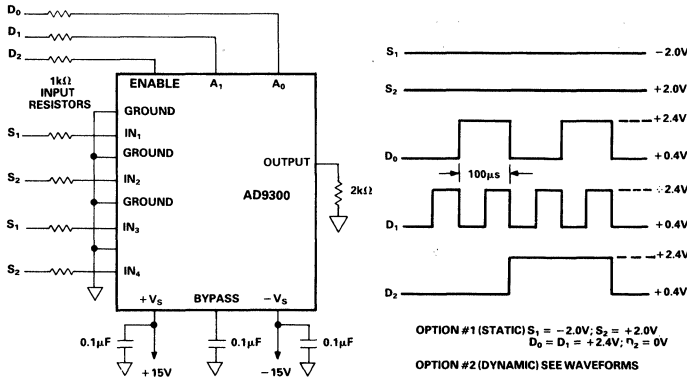 D₀
D₁
D₂
1kΩ
INPUT
RESISTORS
ENABLE A₁ A₀
GROUND
S₁ IN₁
GROUND
OUTPUT
S₂ IN₂
2kΩ
GROUND
AD9300
S₁ IN₃
S₂ IN₄
+VS BYPASS −VS
0.1µF 0.1µF 0.1µF
+15V −15V
S₁ −2.0V
S₂ +2.0V
+2.4V
D₀ +0.4V
100µs
+2.4V
D₁ +0.4V
+2.4V
D₂ +0.4V
OPTION #1 (STATIC) S₁ = −2.0V; S₂ = +2.0V
D₀ = D₁ = +2.4V; D₂ = 0V
OPTION #2 (DYNAMIC) SEE WAVEFORMS